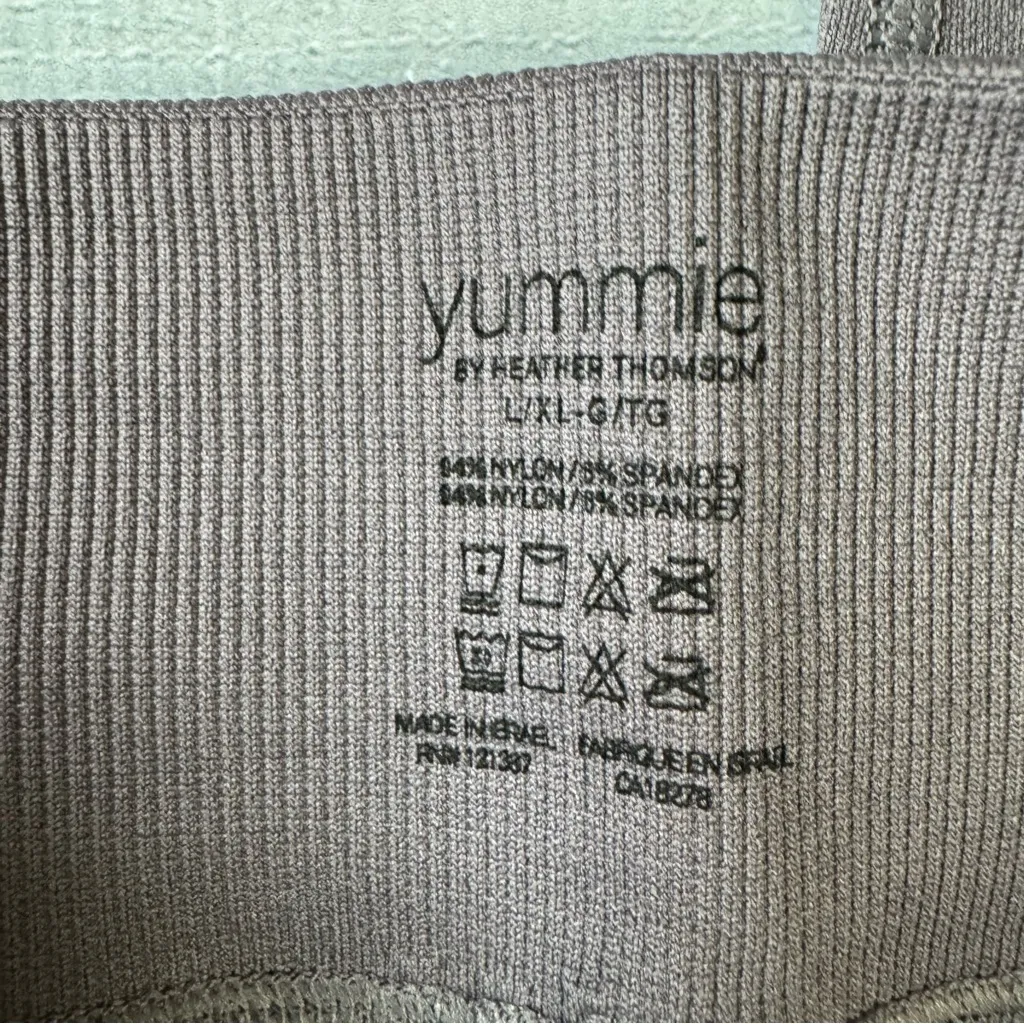 yummie
BY HEATHER THOMSON®
L/XL-G/TG
94% NYLON / 6% SPANDEX
94% NYLON / 6% SPANDEX
MADE IN ISRAEL
RN# 121387
FABRIQUE EN ISRAEL
CA18278